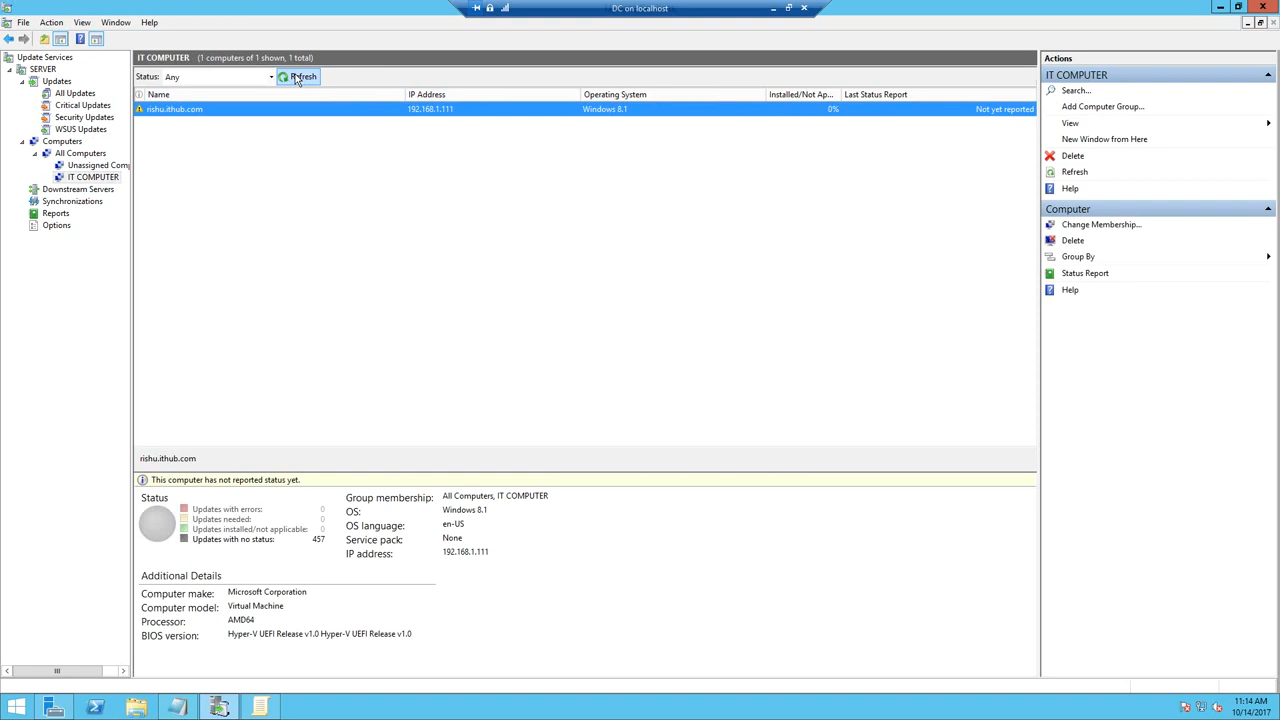 DC on localhost
File Action View Window Help
Update Services
SERVER
Updates
All Updates
Critical Updates
Security Updates
WSUS Updates
Computers
All Computers
Unassigned Comp
IT COMPUTER
Downstream Servers
Synchronizations
Reports
Options
IT COMPUTER (1 computers of 1 shown, 1 total)
Status: Any Refresh
Name IP Address Operating System Installed/Not Ap... Last Status Report
rishu.ithub.com 192.168.1.111 Windows 8.1 0% Not yet reported
rishu.ithub.com
This computer has not reported status yet.
Status
Updates with errors: 0
Updates needed: 0
Updates installed/not applicable: 0
Updates with no status: 457
Group membership: All Computers, IT COMPUTER
OS: Windows 8.1
OS language: en-US
Service pack: None
IP address: 192.168.1.111
Additional Details
Computer make: Microsoft Corporation
Computer model: Virtual Machine
Processor: AMD64
BIOS version: Hyper-V UEFI Release v1.0 Hyper-V UEFI Release v1.0
Actions
IT COMPUTER
Search...
Add Computer Group...
View
New Window from Here
Delete
Refresh
Help
Computer
Change Membership...
Delete
Group By
Status Report
Help
11:14 AM
10/14/2017